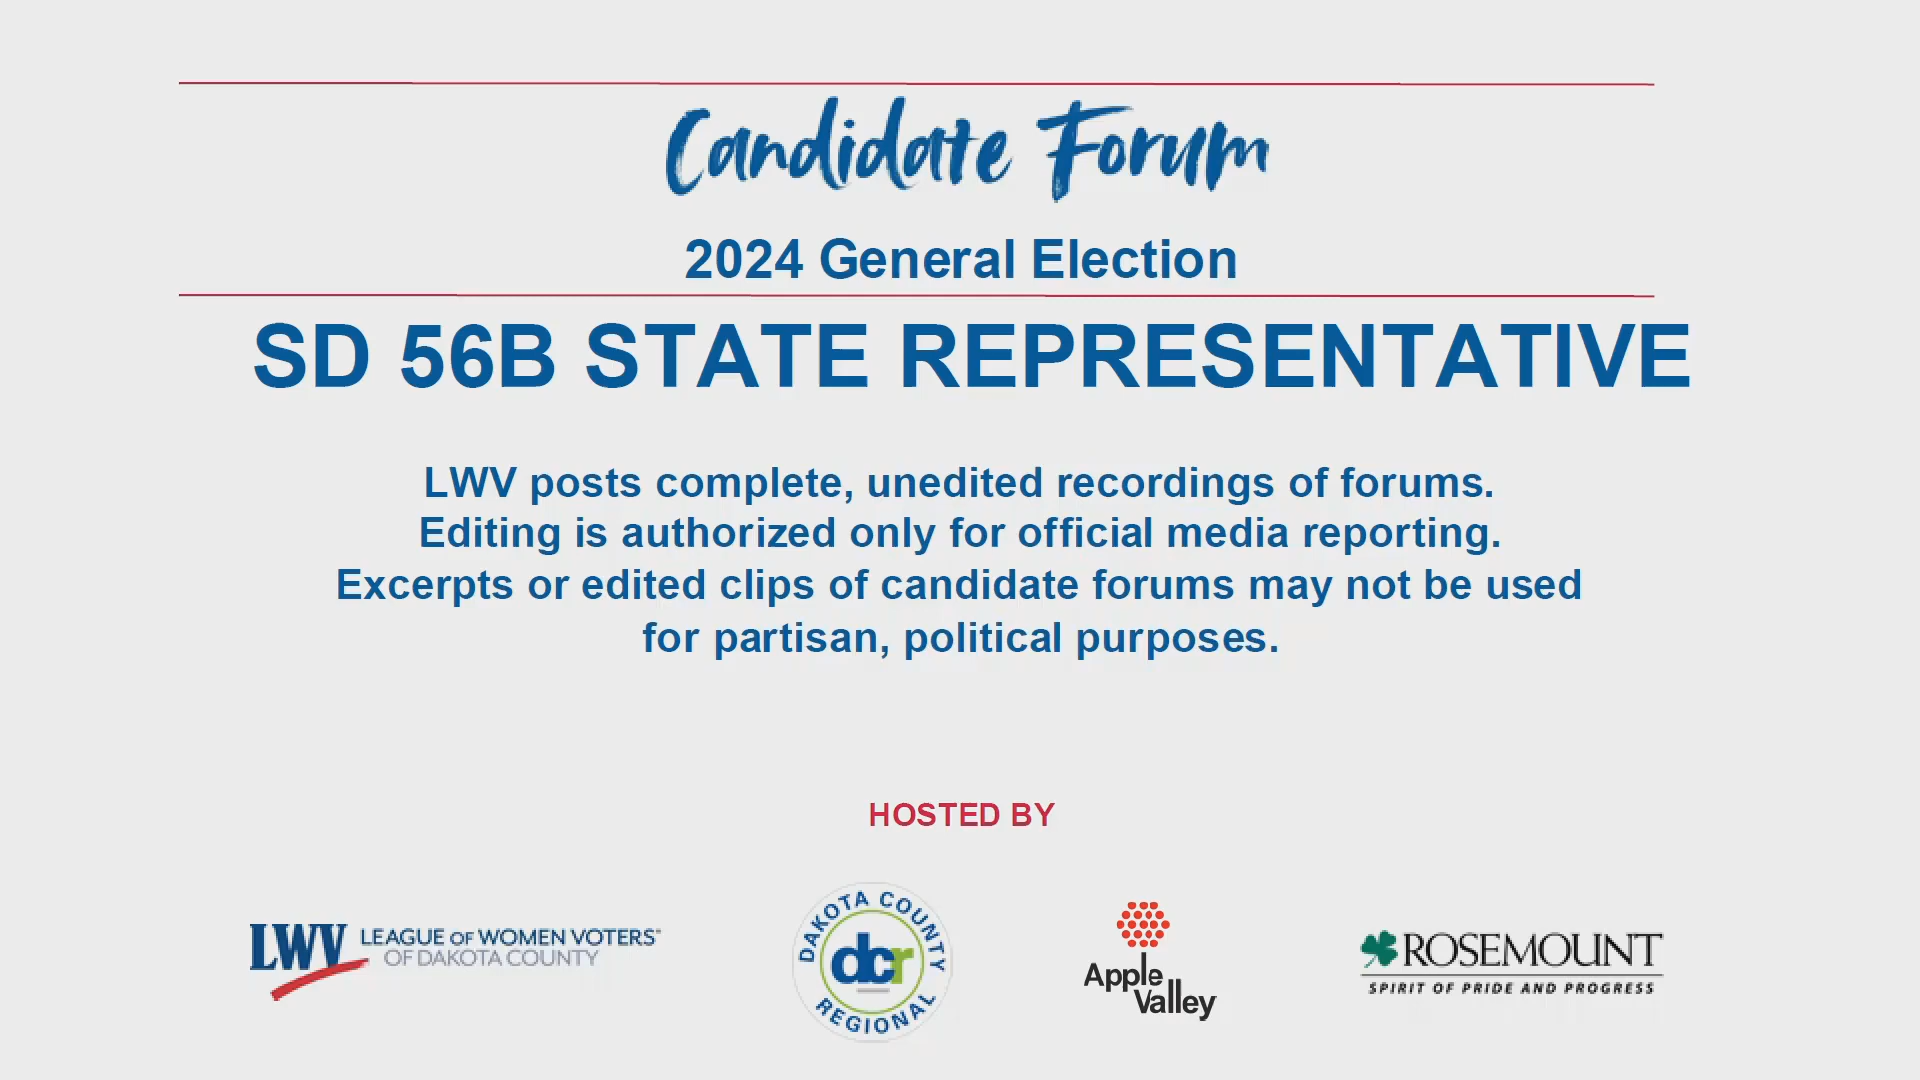 Candidate Forum
2024 General Election
SD 56B STATE REPRESENTATIVE
LWV posts complete, unedited recordings of forums.
Editing is authorized only for official media reporting.
Excerpts or edited clips of candidate forums may not be used
for partisan, political purposes.
HOSTED BY
LWV LEAGUE OF WOMEN VOTERS®
OF DAKOTA COUNTY
DAKOTA COUNTY
dcr
REGIONAL
Apple
Valley
ROSEMOUNT
SPIRIT OF PRIDE AND PROGRESS